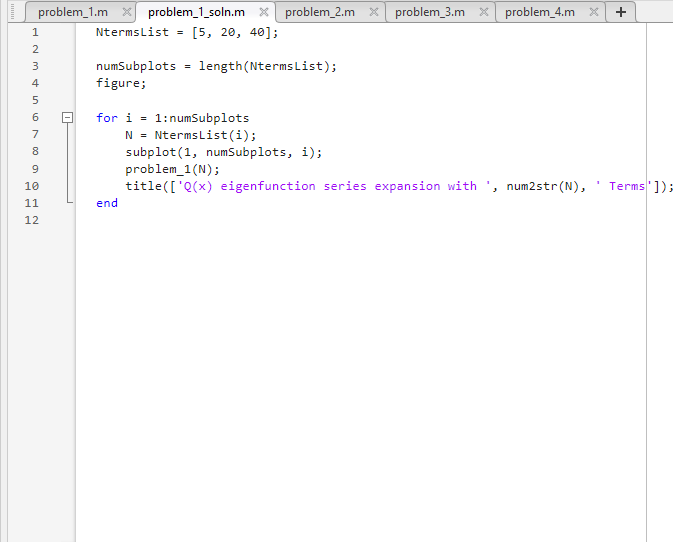 problem_1.m problem_1_soln.m problem_2.m problem_3.m problem_4.m +
1 NtermsList = [5, 20, 40];
2
3 numSubplots = length(NtermsList);
4 figure;
5
6 for i = 1:numSubplots
7 N = NtermsList(i);
8 subplot(1, numSubplots, i);
9 problem_1(N);
10 title(['Q(x) eigenfunction series expansion with ', num2str(N), ' Terms']);
11 end
12